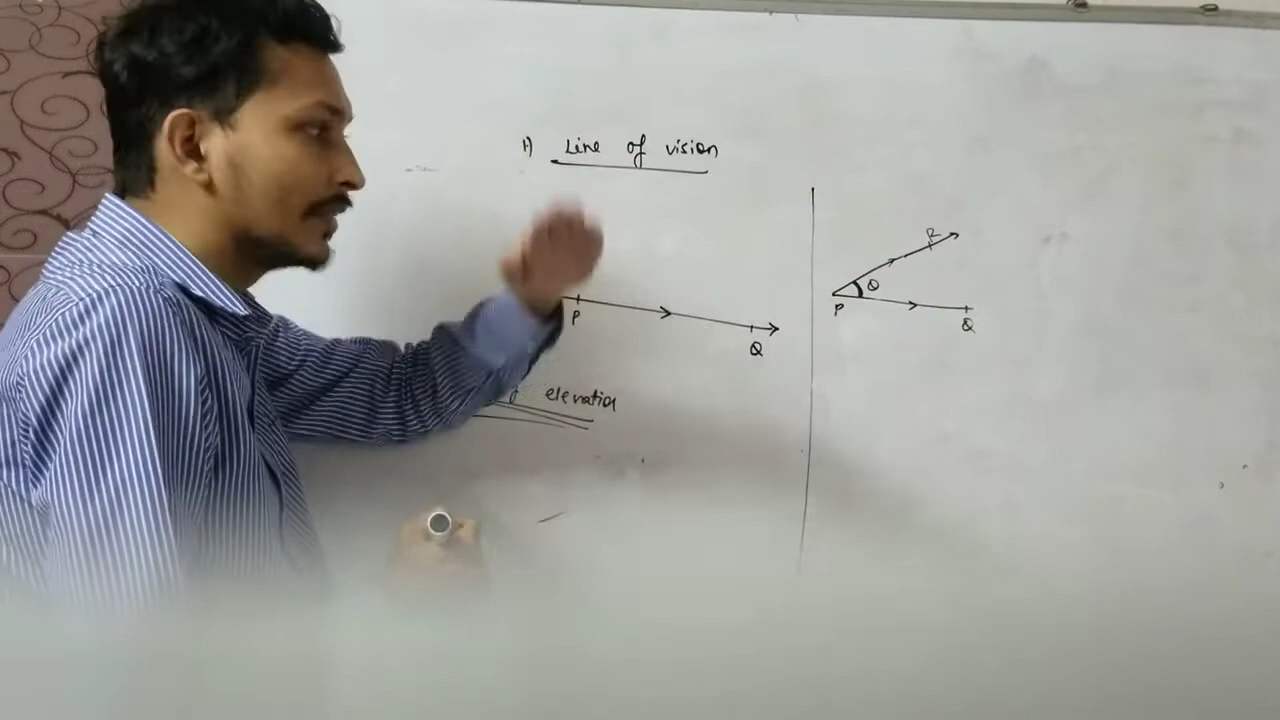 1) Line of vision
P
Q
elevation
R
θ
P
Q